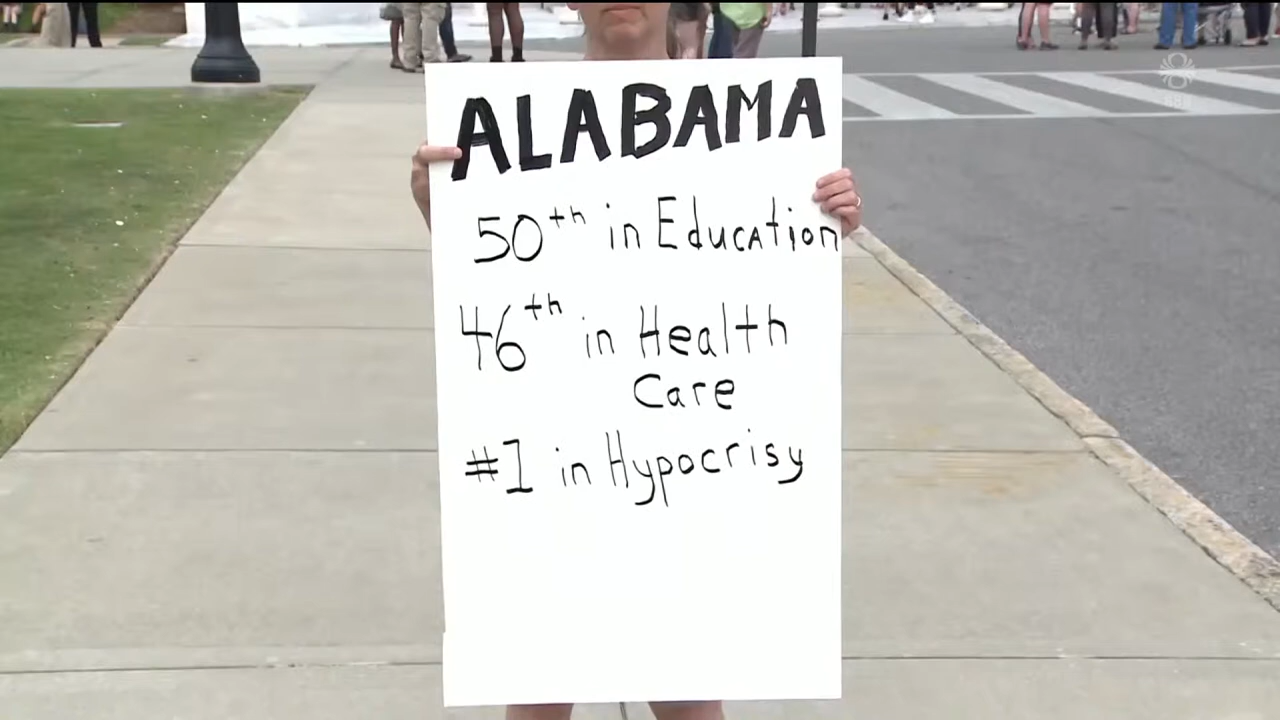 ALABAMA
50th in Education
46th in Health
Care
#1 in Hypocrisy